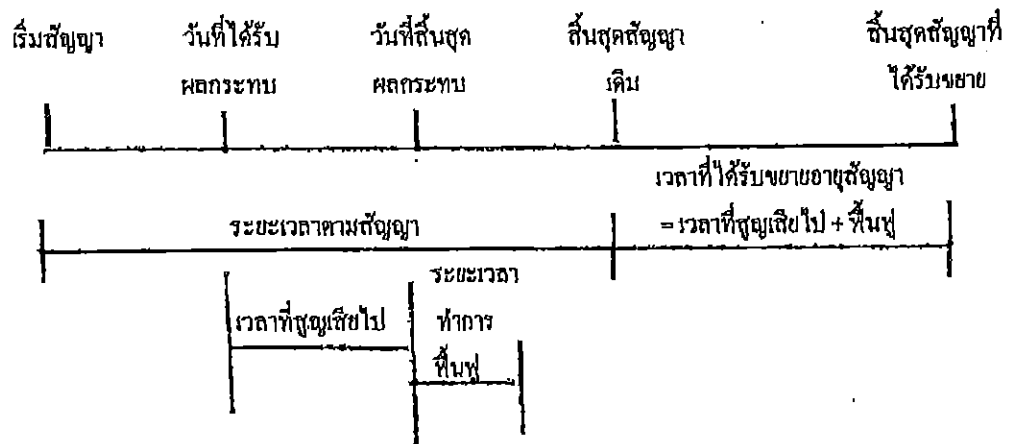 เริ่มสัญญา วันที่ได้รับ วันที่สิ้นสุด สิ้นสุดสัญญา สิ้นสุดสัญญาที่
ผลกระทบ ผลกระทบ เดิม ได้รับขยาย
เวลาที่ได้รับขยายอายุสัญญา
ระยะเวลาตามสัญญา = เวลาที่สูญเสียไป + ฟื้นฟู
ระยะเวลา
เวลาที่สูญเสียไป ทำการ
ฟื้นฟู